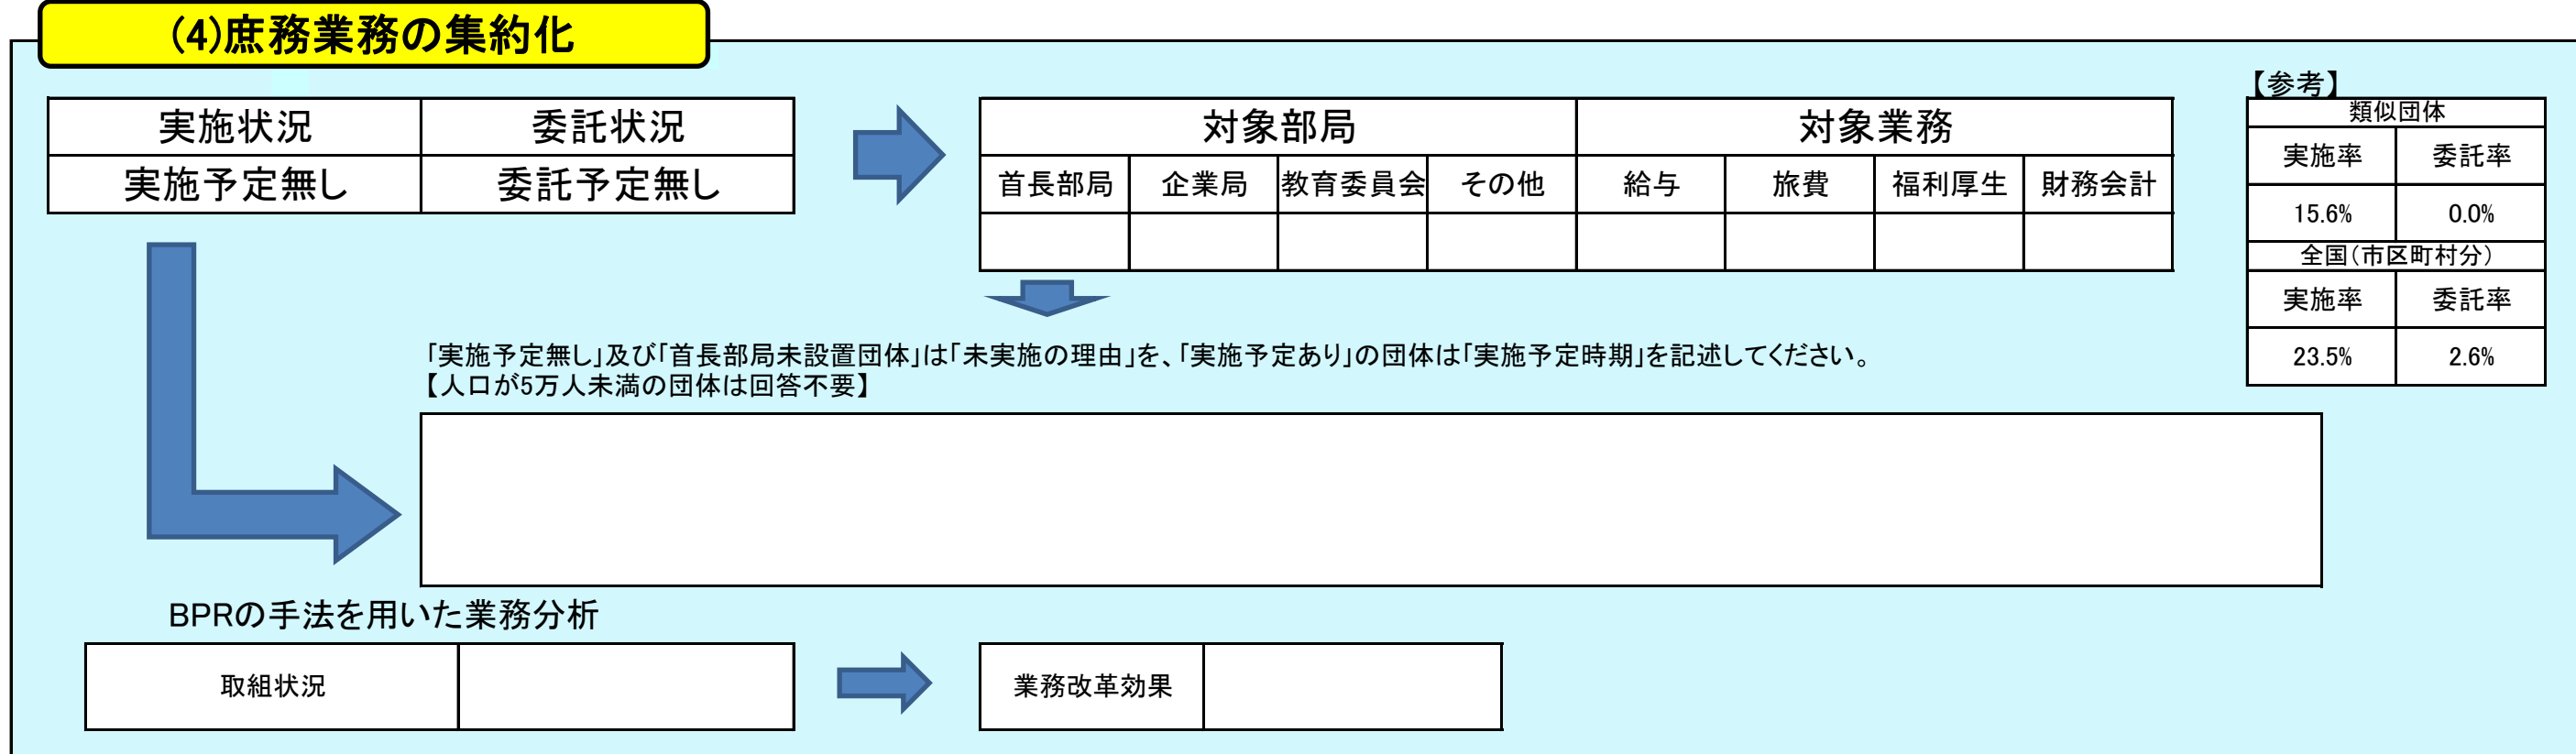 (4)庶務業務の集約化
実施状況 委託状況
実施予定無し 委託予定無し
対象部局 対象業務
首長部局 企業局 教育委員会 その他 給与 旅費 福利厚生 財務会計
【参考】
類似団体
実施率 委託率
15.6% 0.0%
全国(市区町村分)
実施率 委託率
23.5% 2.6%
「実施予定無し」及び「首長部局未設置団体」は「未実施の理由」を、「実施予定あり」の団体は「実施予定時期」を記述してください。
【人口が5万人未満の団体は回答不要】
BPRの手法を用いた業務分析
取組状況
業務改革効果